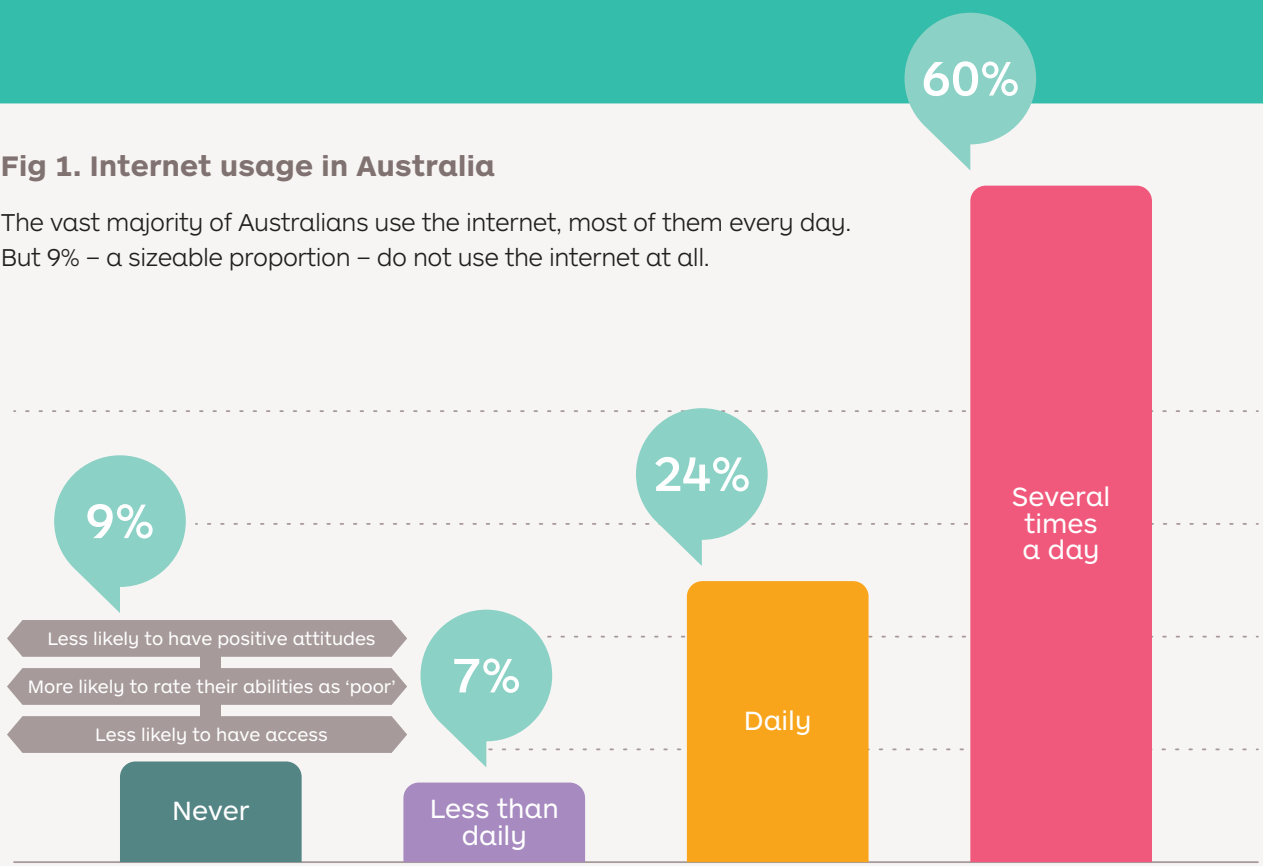 60%
Fig 1. Internet usage in Australia
The vast majority of Australians use the internet, most of them every day.
But 9% – a sizeable proportion – do not use the internet at all.
9%
Less likely to have positive attitudes
More likely to rate their abilities as ‘poor’
Less likely to have access
Never
7%
Less than
daily
24%
Daily
Several
times
a day